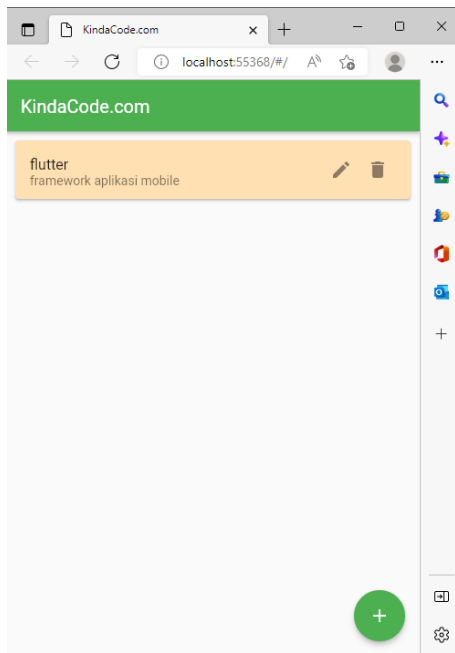 KindaCode.com
localhost:55368/#/
KindaCode.com
flutter
framework aplikasi mobile